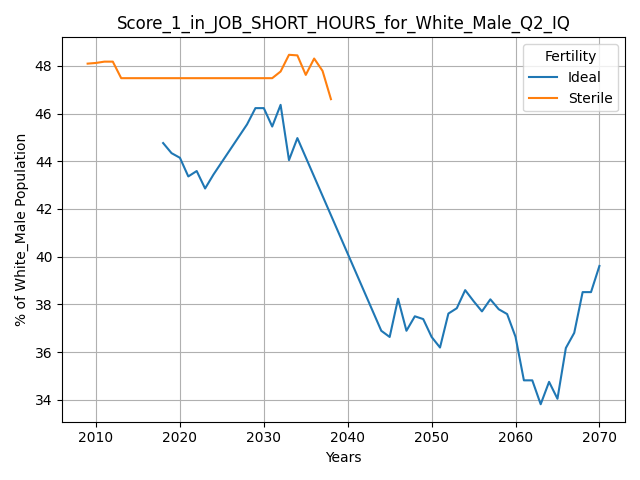 Score_1_in_JOB_SHORT_HOURS_for_White_Male_Q2_IQ
Fertility
Ideal
Sterile
% of White_Male Population
48
46
44
42
40
38
36
34
2010 2020 2030 2040 2050 2060 2070
Years